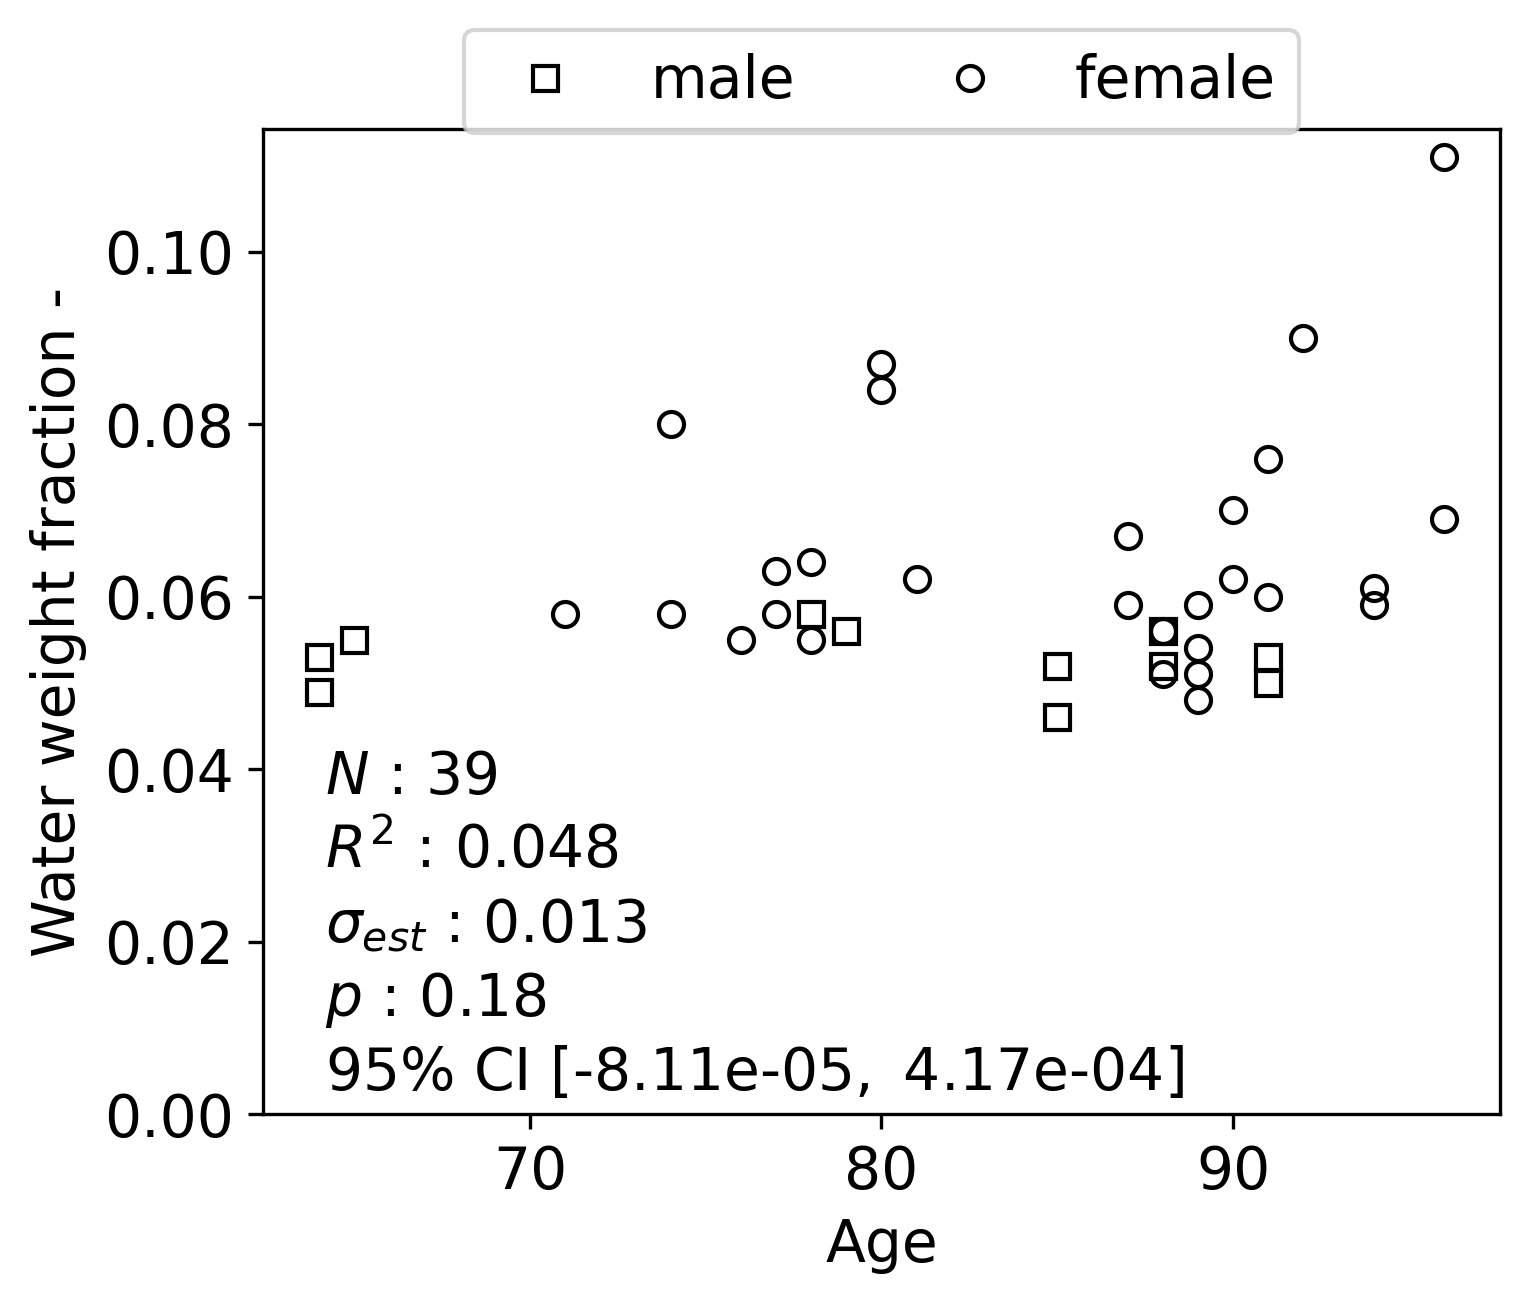 male female
Water weight fraction -
0.10
0.08
0.06
0.04
0.02
0.00
N : 39
R² : 0.048
σest : 0.013
p : 0.18
95% CI [-8.11e-05, 4.17e-04]
70 80 90
Age